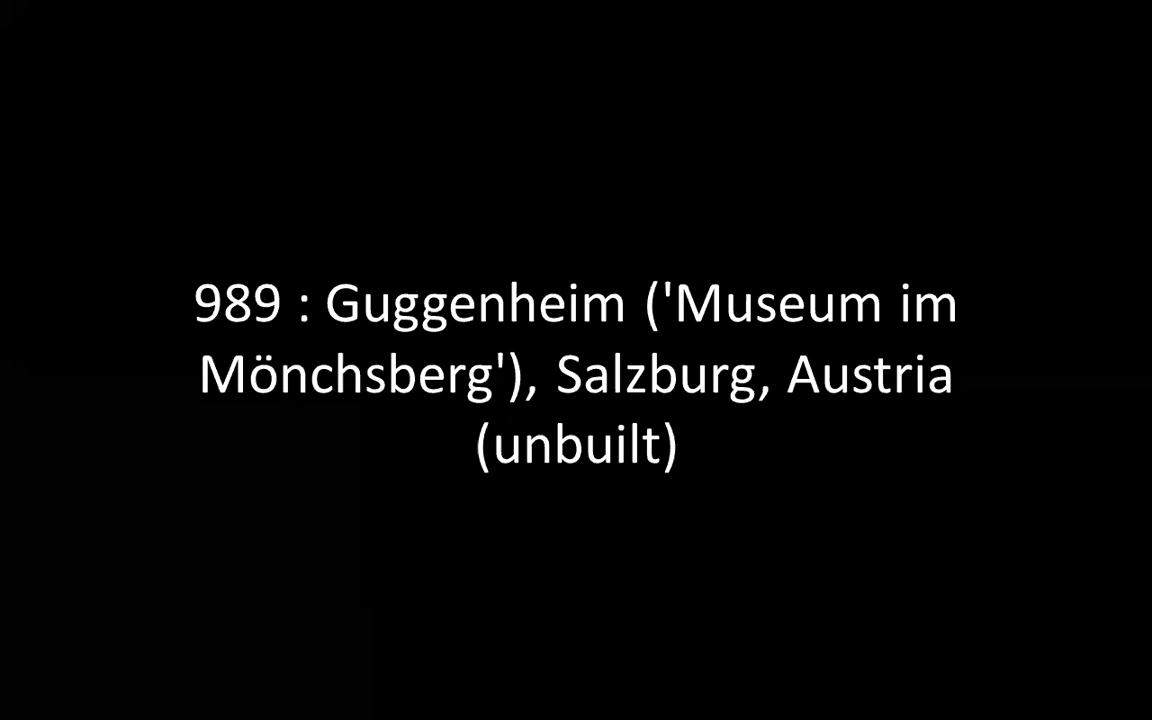 989 : Guggenheim ('Museum im
Mönchsberg'), Salzburg, Austria
(unbuilt)